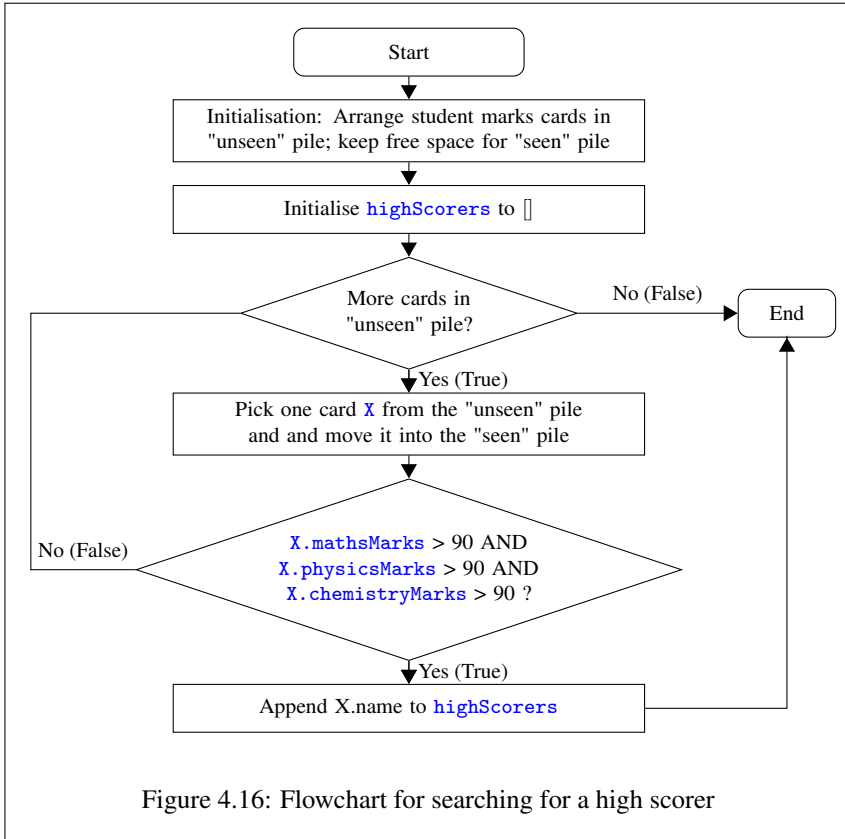 Start
Initialisation: Arrange student marks cards in
"unseen" pile; keep free space for "seen" pile
Initialise highScorers to []
More cards in
"unseen" pile?
No (False)
End
Yes (True)
Pick one card X from the "unseen" pile
and and move it into the "seen" pile
No (False)
X.mathsMarks > 90 AND
X.physicsMarks > 90 AND
X.chemistryMarks > 90 ?
Yes (True)
Append X.name to highScorers
Figure 4.16: Flowchart for searching for a high scorer